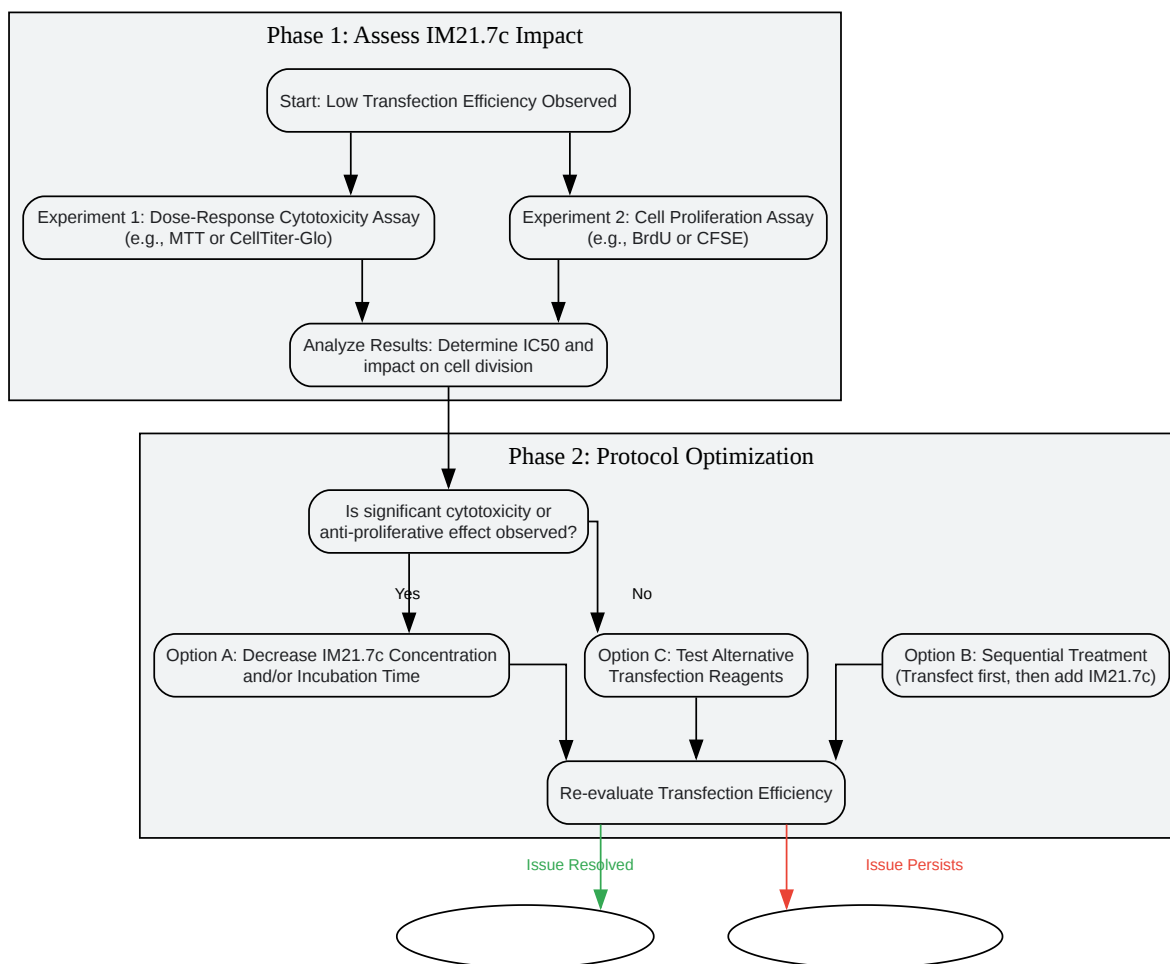 Phase 1: Assess IM21.7c Impact
Start: Low Transfection Efficiency Observed
Experiment 1: Dose-Response Cytotoxicity Assay
(e.g., MTT or CellTiter-Glo)
Experiment 2: Cell Proliferation Assay
(e.g., BrdU or CFSE)
Analyze Results: Determine IC50 and
impact on cell division
Phase 2: Protocol Optimization
Is significant cytotoxicity or
anti-proliferative effect observed?
Yes
No
Option A: Decrease IM21.7c Concentration
and/or Incubation Time
Option C: Test Alternative
Transfection Reagents
Option B: Sequential Treatment
(Transfect first, then add IM21.7c)
Re-evaluate Transfection Efficiency
Issue Resolved
Issue Persists